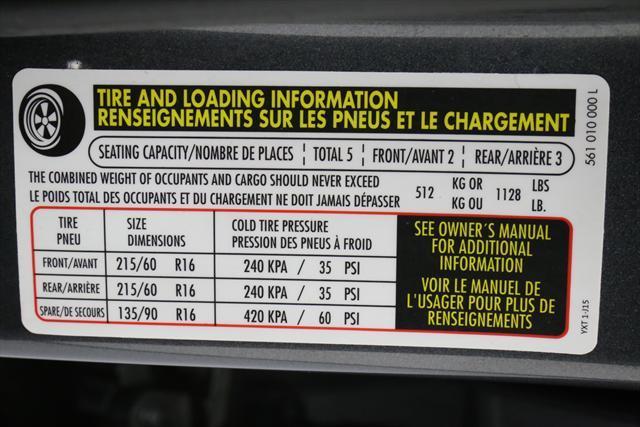 TIRE AND LOADING INFORMATION
RENSEIGNEMENTS SUR LES PNEUS ET LE CHARGEMENT
SEATING CAPACITY/NOMBRE DE PLACES TOTAL 5 FRONT/AVANT 2 REAR/ARRIÈRE 3
THE COMBINED WEIGHT OF OCCUPANTS AND CARGO SHOULD NEVER EXCEED
LE POIDS TOTAL DES OCCUPANTS ET DU CHARGEMENT NE DOIT JAMAIS DÉPASSER
512 KG OR 1128 LBS
KG OU LB.
TIRE SIZE COLD TIRE PRESSURE
PNEU DIMENSIONS PRESSION DES PNEUS À FROID
FRONT/AVANT 215/60 R16 240 KPA / 35 PSI
REAR/ARRIÈRE 215/60 R16 240 KPA / 35 PSI
SPARE/DE SECOURS 135/90 R16 420 KPA / 60 PSI
SEE OWNER'S MANUAL
FOR ADDITIONAL
INFORMATION
VOIR LE MANUEL DE
L'USAGER POUR PLUS DE
RENSEIGNEMENTS
561 010 000 L
YXT 1-J15